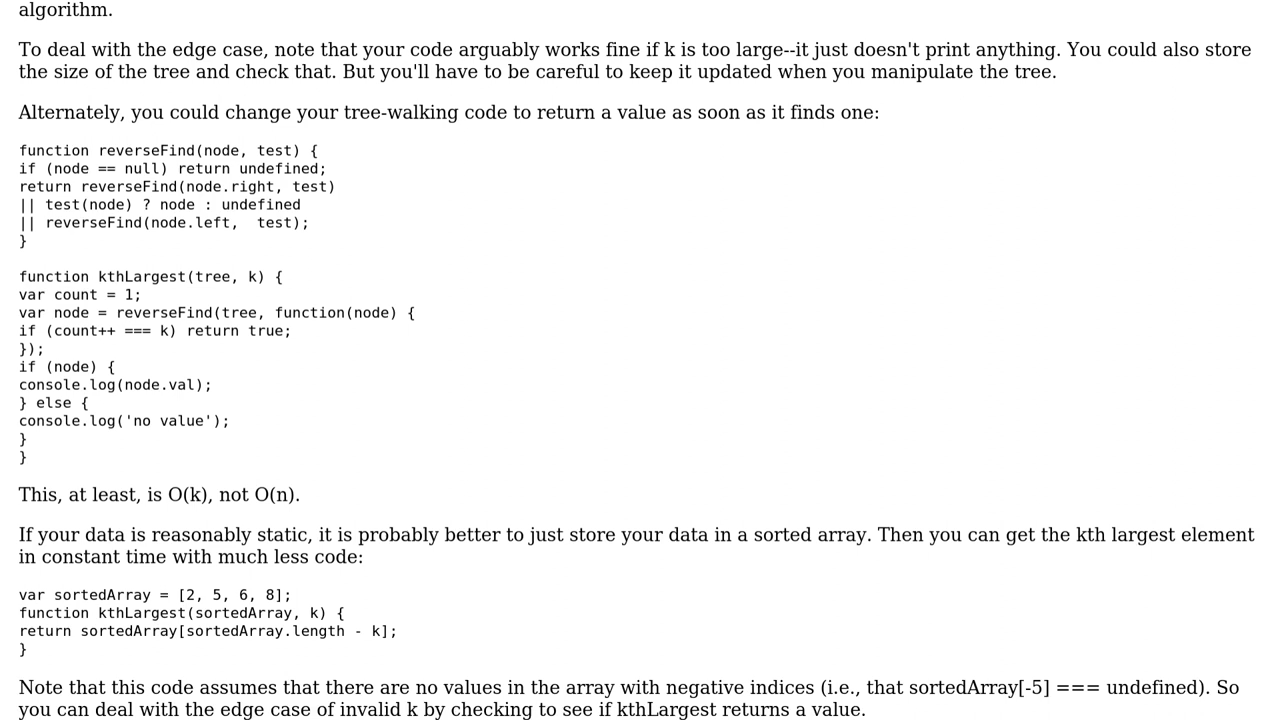 algorithm.
To deal with the edge case, note that your code arguably works fine if k is too large--it just doesn't print anything. You could also store
the size of the tree and check that. But you'll have to be careful to keep it updated when you manipulate the tree.
Alternately, you could change your tree-walking code to return a value as soon as it finds one:
function reverseFind(node, test) {
if (node == null) return undefined;
return reverseFind(node.right, test)
|| test(node) ? node : undefined
|| reverseFind(node.left,  test);
}
function kthLargest(tree, k) {
var count = 1;
var node = reverseFind(tree, function(node) {
if (count++ === k) return true;
});
if (node) {
console.log(node.val);
} else {
console.log('no value');
}
}
This, at least, is O(k), not O(n).
If your data is reasonably static, it is probably better to just store your data in a sorted array. Then you can get the kth largest element
in constant time with much less code:
var sortedArray = [2, 5, 6, 8];
function kthLargest(sortedArray, k) {
return sortedArray[sortedArray.length - k];
}
Note that this code assumes that there are no values in the array with negative indices (i.e., that sortedArray[-5] === undefined). So
you can deal with the edge case of invalid k by checking to see if kthLargest returns a value.